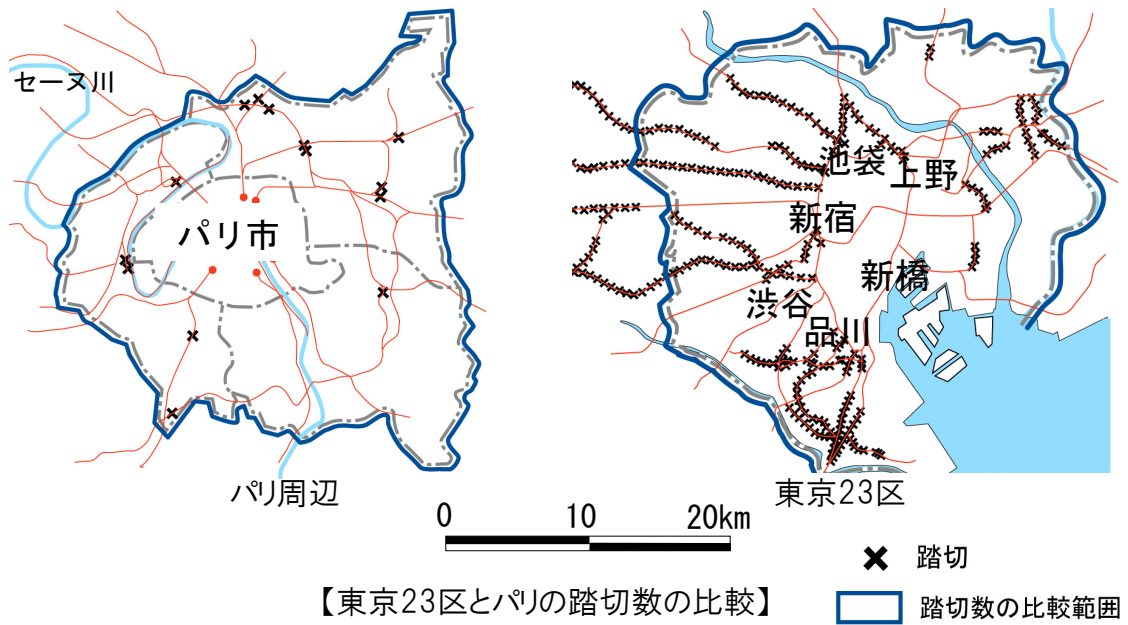 セーヌ川
パリ市
パリ周辺
池袋
上野
新宿
新橋
渋谷
品川
東京23区
0 10 20km
踏切
踏切数の比較範囲
【東京23区とパリの踏切数の比較】